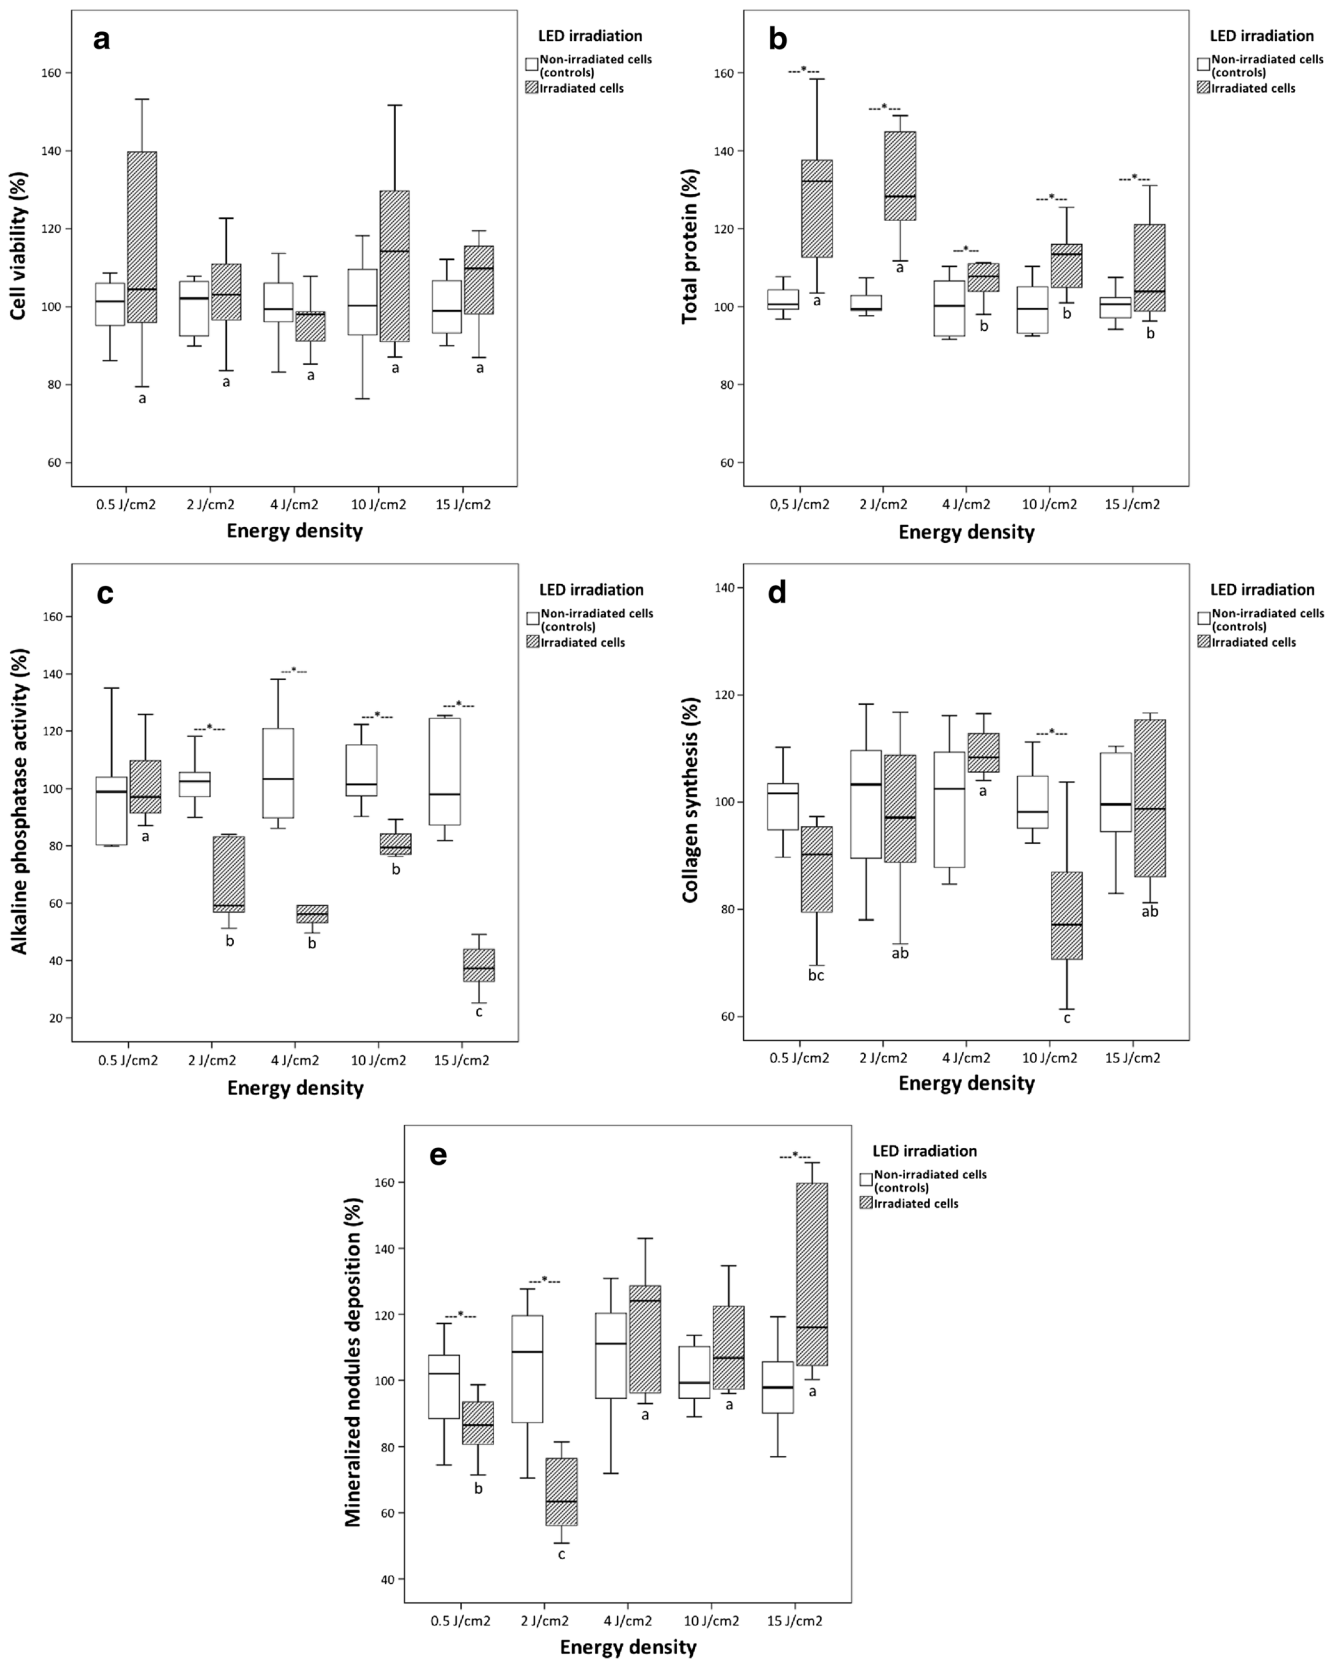 a
LED irradiation
Non-irradiated cells
(controls)
Irradiated cells
Cell viability (%)
160
140
120
100
80
60
a
a
a
a
a
0.5 J/cm2
2 J/cm2
4 J/cm2
10 J/cm2
15 J/cm2
Energy density
b
LED irradiation
Non-irradiated cells
(controls)
Irradiated cells
Total protein (%)
160
140
120
100
80
60
---*---
---*---
---*---
---*---
---*---
a
a
b
b
b
0,5 J/cm2
2 J/cm2
4 J/cm2
10 J/cm2
15 J/cm2
Energy density
c
LED irradiation
Non-irradiated cells
(controls)
Irradiated cells
Alkaline phosphatase activity (%)
160
140
120
100
80
60
40
20
---*---
---*---
---*---
---*---
a
b
b
b
c
0.5 J/cm2
2 J/cm2
4 J/cm2
10 J/cm2
15 J/cm2
Energy density
d
LED irradiation
Non-irradiated cells
(controls)
Irradiated cells
Collagen synthesis (%)
140
120
100
80
60
---*---
bc
ab
a
c
ab
0.5 J/cm2
2 J/cm2
4 J/cm2
10 J/cm2
15 J/cm2
Energy density
e
LED irradiation
Non-irradiated cells
(controls)
Irradiated cells
Mineralized nodules deposition (%)
160
140
120
100
80
60
40
---*---
---*---
---*---
b
c
a
a
a
0.5 J/cm2
2 J/cm2
4 J/cm2
10 J/cm2
15 J/cm2
Energy density